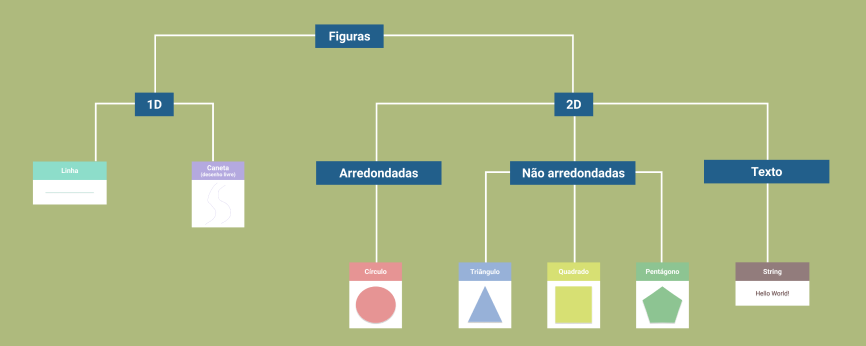 Figuras
1D
2D
Linha
Caneta
(desenho livre)
Arredondadas
Não arredondadas
Texto
Círculo
Triângulo
Quadrado
Pentágono
String
Hello World!